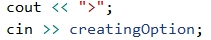 cout << ">";
cin >> creatingOption;